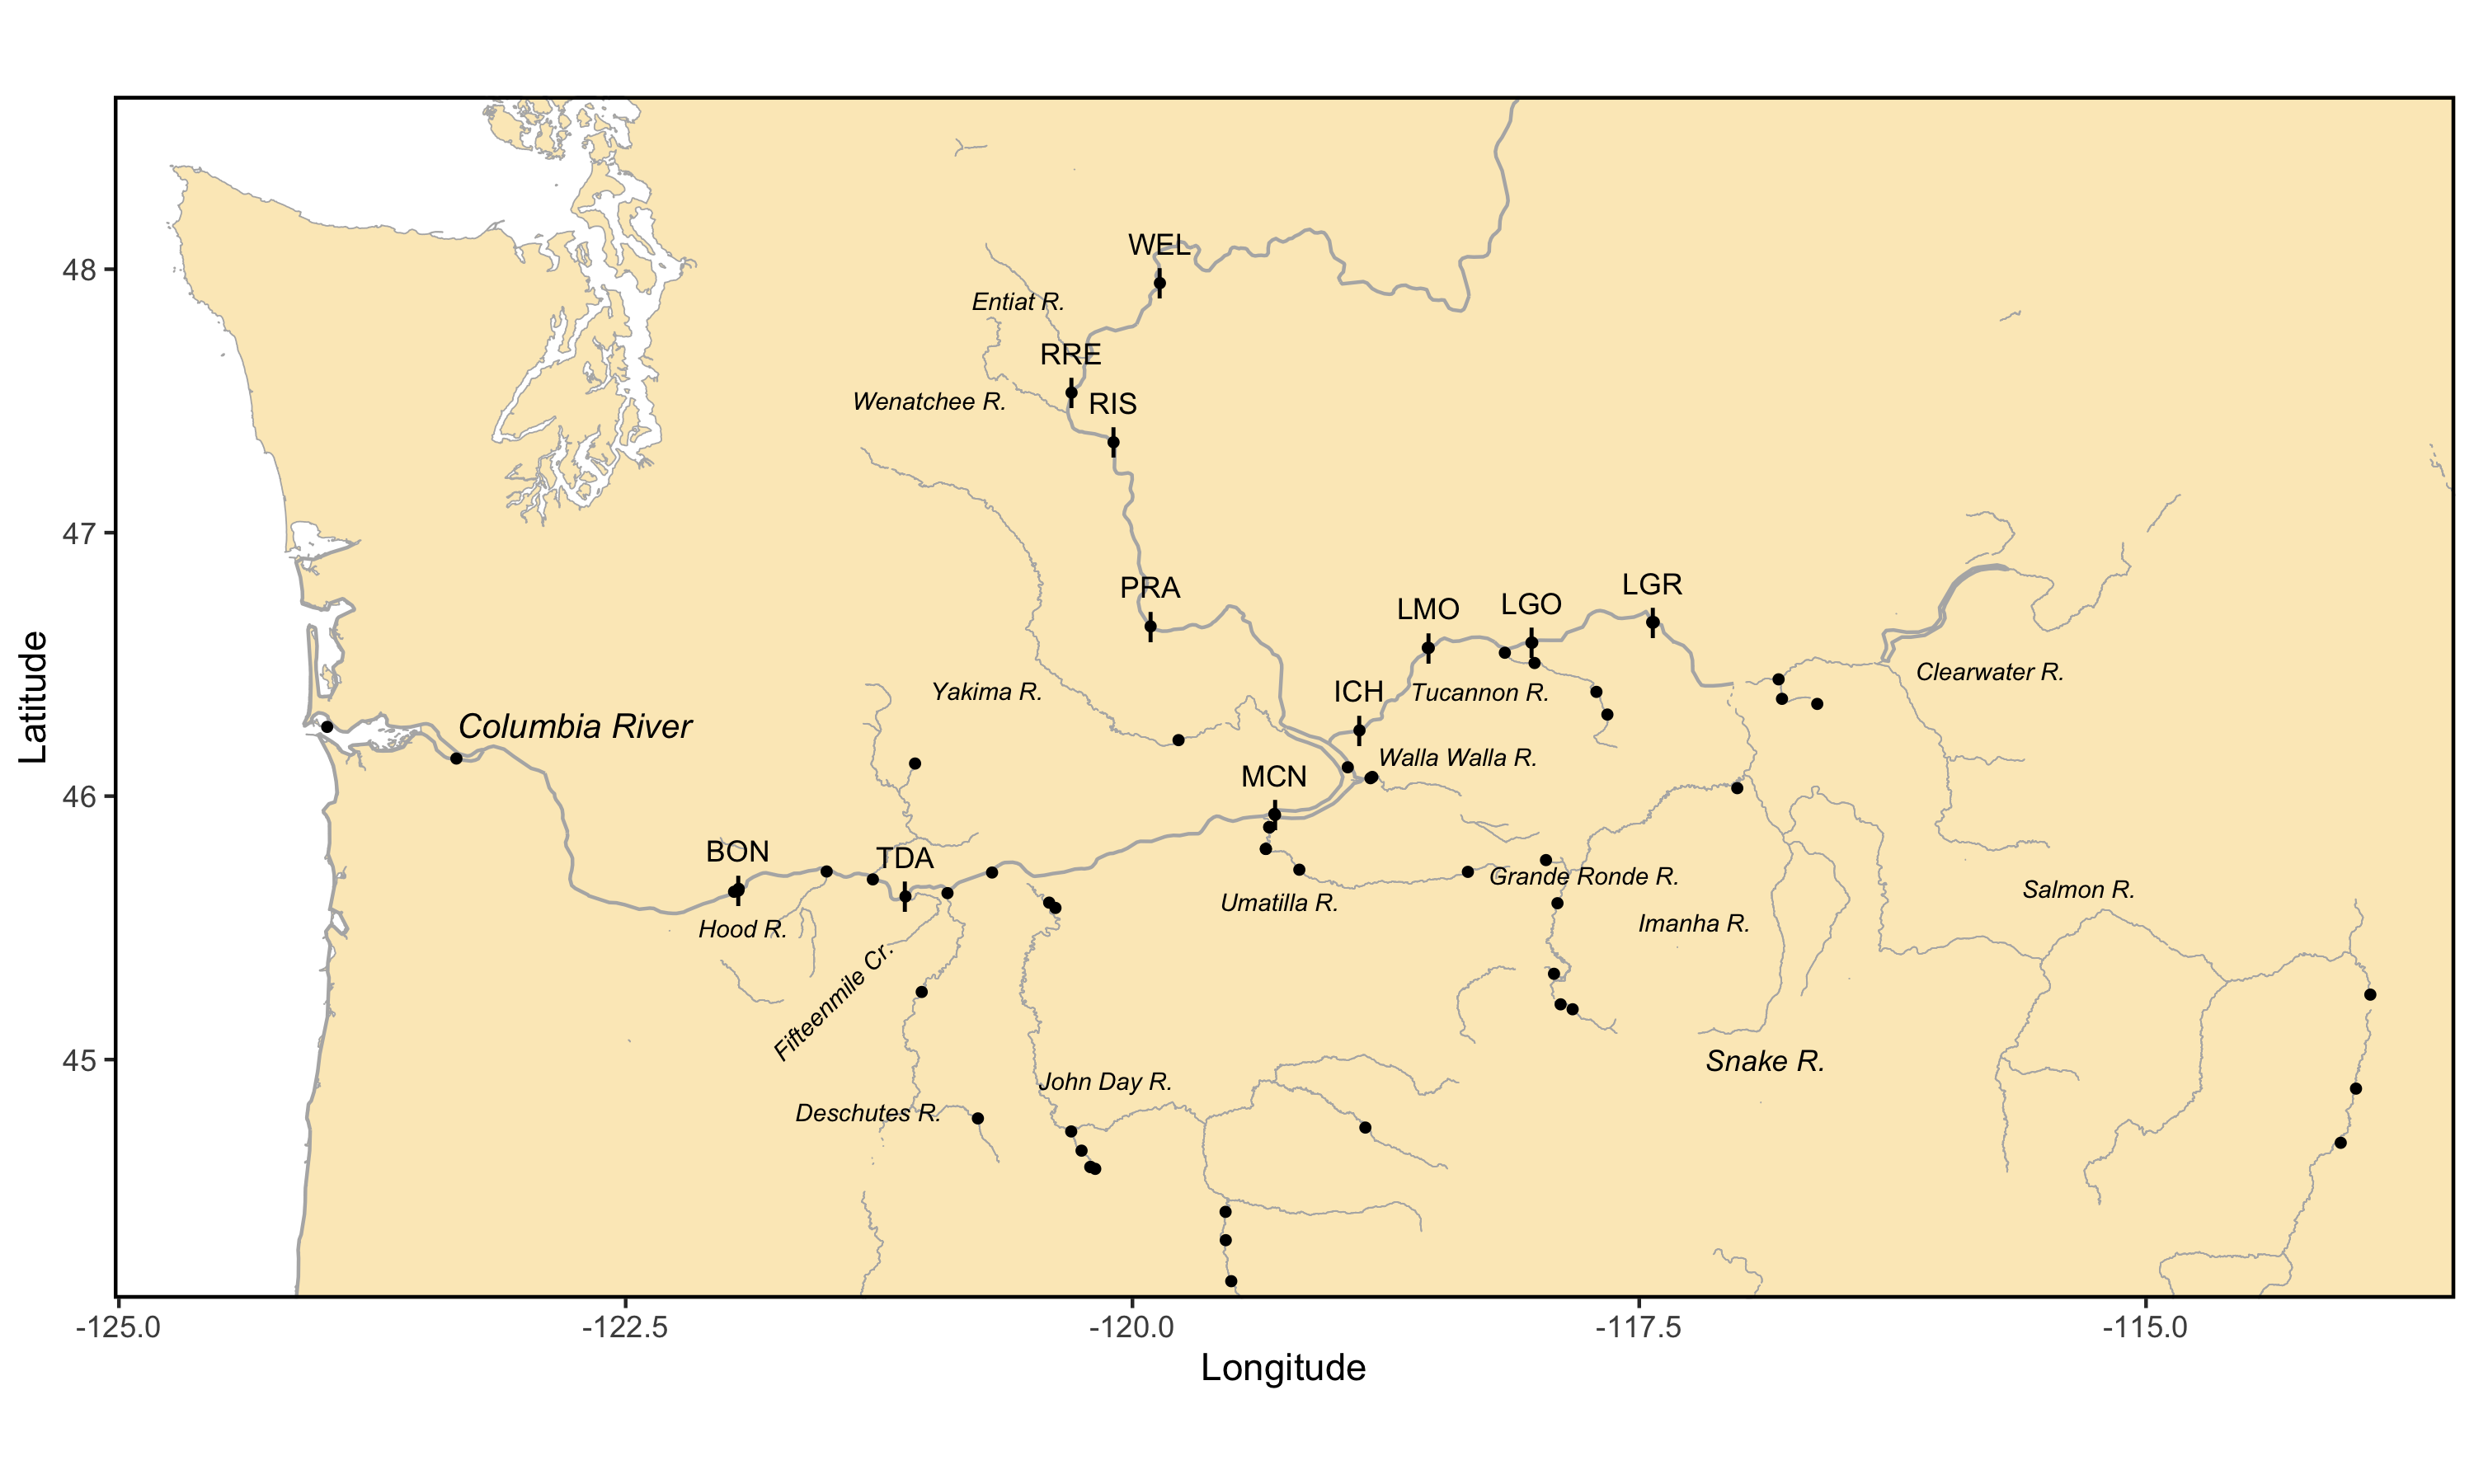 WEL
48
Entiat R.
RRE
Wenatchee R.
RIS
47
PRA
LMO
LGO
LGR
Clearwater R.
Yakima R.
ICH
Tucannon R.
Columbia River
Latitude
Walla Walla R.
MCN
46
BON
TDA
Grande Ronde R.
Salmon R.
Umatilla R.
Hood R.
Imanha R.
Fifteenmile Cr.
45
Snake R.
John Day R.
Deschutes R.
-125.0
-122.5
-120.0
-117.5
-115.0
Longitude